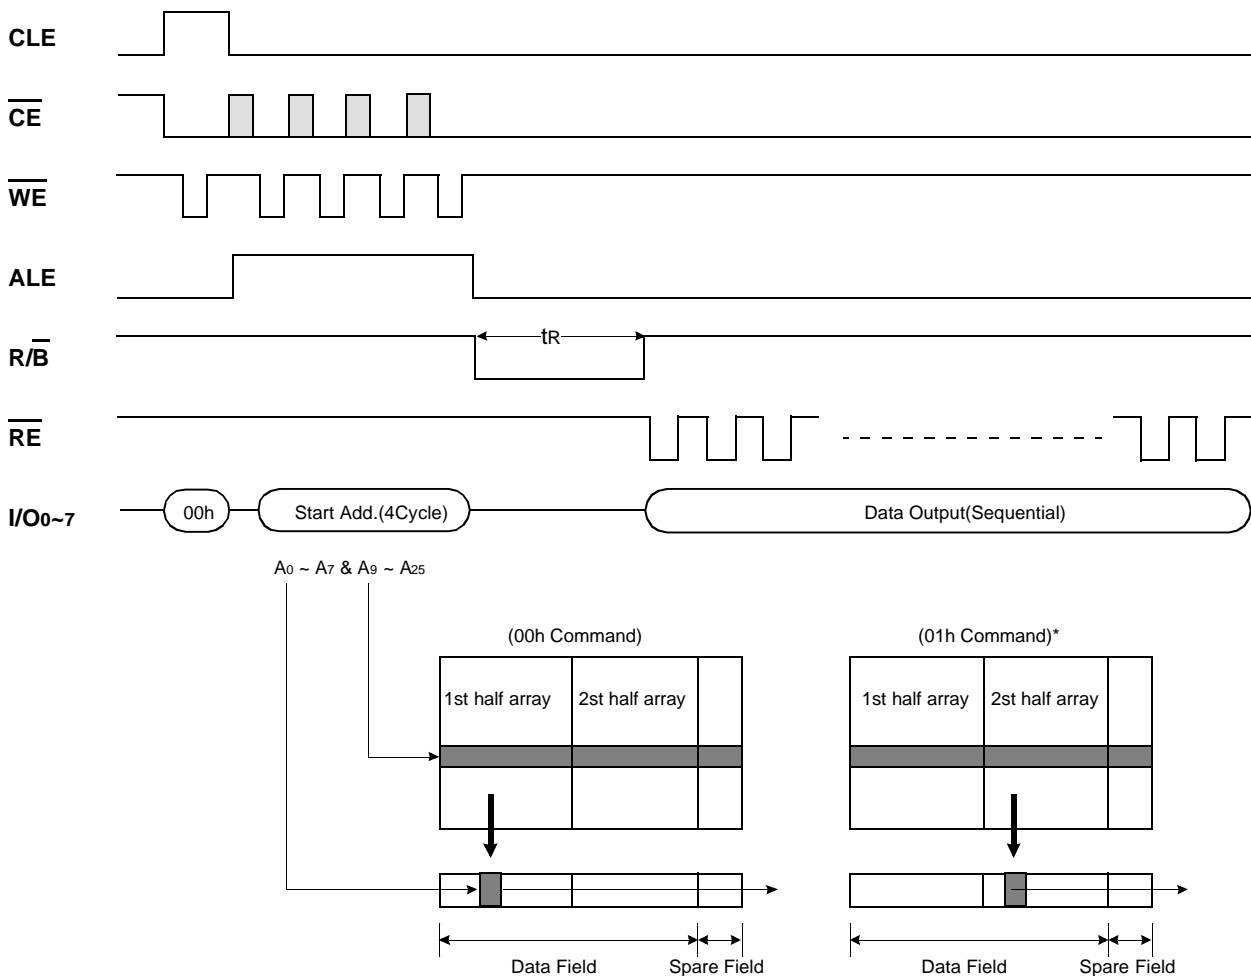 CLE
CE
WE
ALE
R/B
tR
RE
I/O0~7
00h
Start Add.(4Cycle)
Data Output(Sequential)
A0 ~ A7 & A9 ~ A25
(00h Command)
(01h Command)*
1st half array
2st half array
1st half array
2st half array
Data Field
Spare Field
Data Field
Spare Field